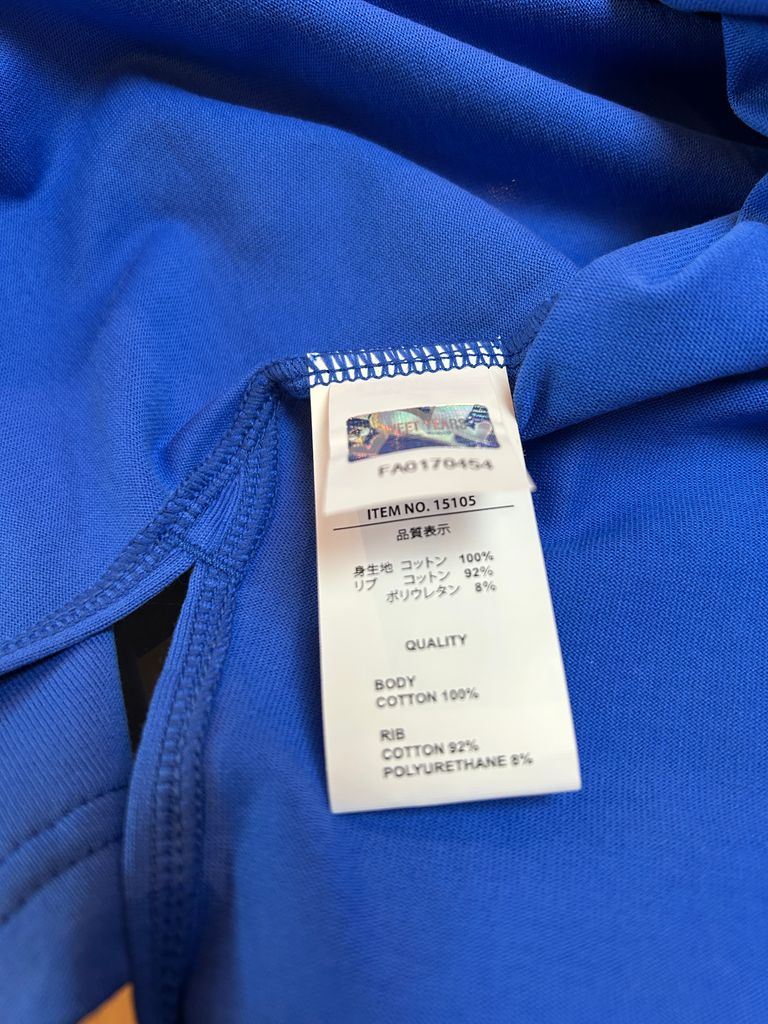 SWEET YEARS
FA0170454
ITEM NO. 15105
品質表示
身生地 コットン 100%
リブ コットン 92%
ポリウレタン 8%
QUALITY
BODY
COTTON 100%
RIB
COTTON 92%
POLYURETHANE 8%